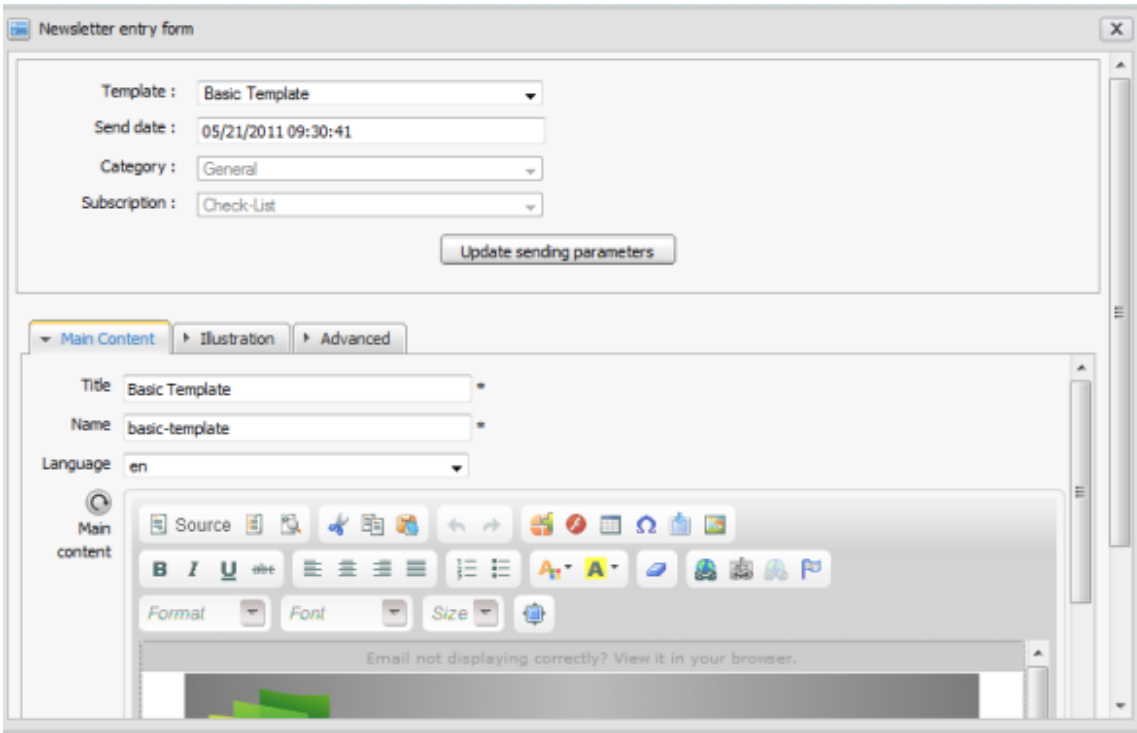 Newsletter entry form X
Template : Basic Template
Send date : 05/21/2011 09:30:41
Category : General
Subscription : Check-List
Update sending parameters
Main Content Illustration Advanced
Title Basic Template *
Name basic-template *
Language en
Main
content
Source
B I U abc
A A
Format Font Size
Email not displaying correctly? View it in your browser.